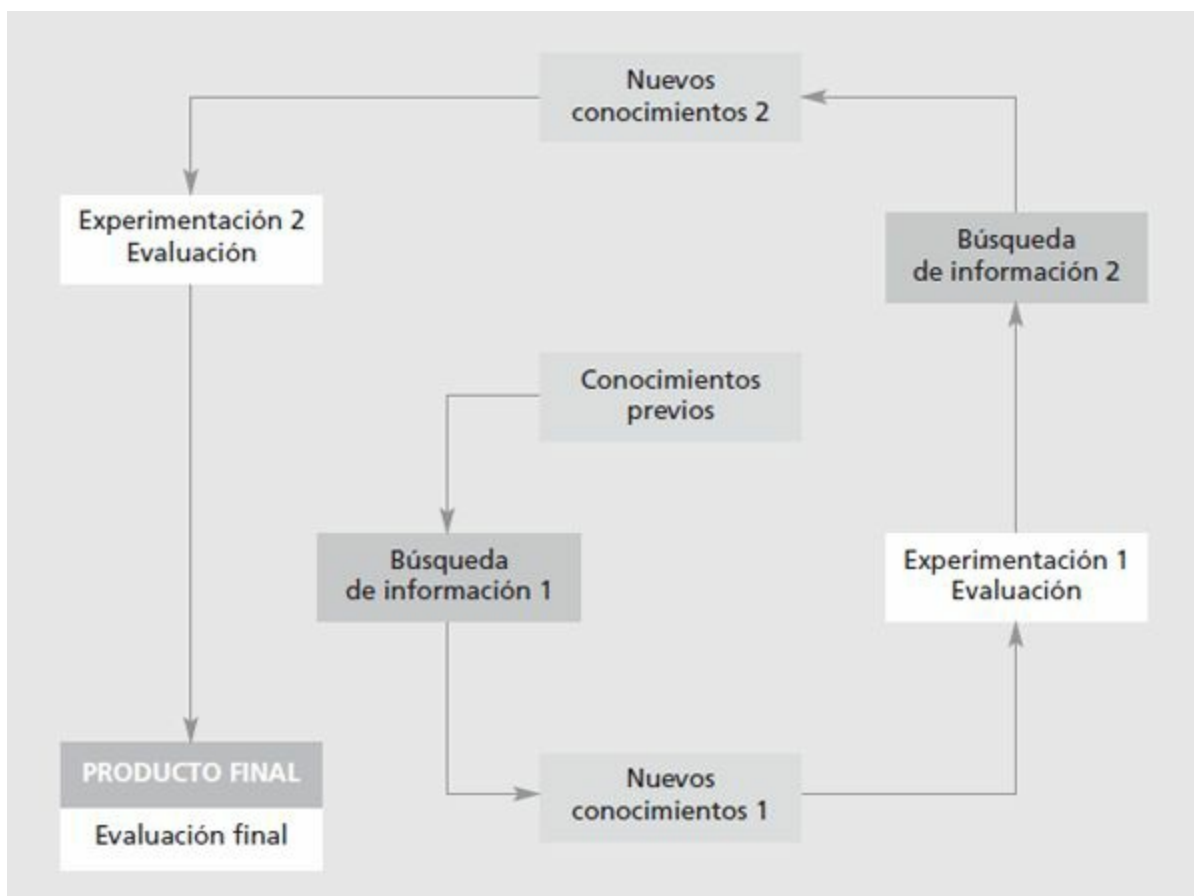 Nuevos
conocimientos 2
Experimentación 2
Evaluación
Búsqueda
de información 2
Conocimientos
previos
Búsqueda
de información 1
Experimentación 1
Evaluación
PRODUCTO FINAL
Evaluación final
Nuevos
conocimientos 1